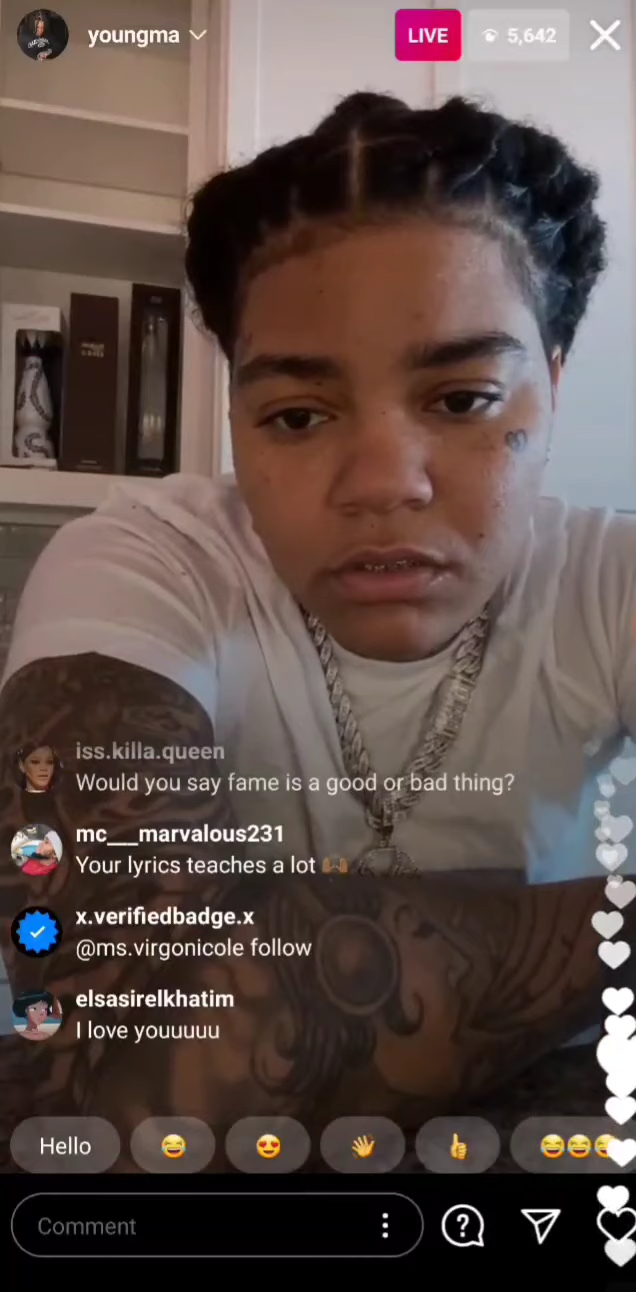 youngma
LIVE
5,642
iss.killa.queen
Would you say fame is a good or bad thing?
mc___marvalous231
Your lyrics teaches a lot 🙌🏾
x.verifiedbadge.x
@ms.virgonicole follow
elsasirelkhatim
I love youuuuu
Hello 😂 😍 👋 👍 😂😂😂
Comment